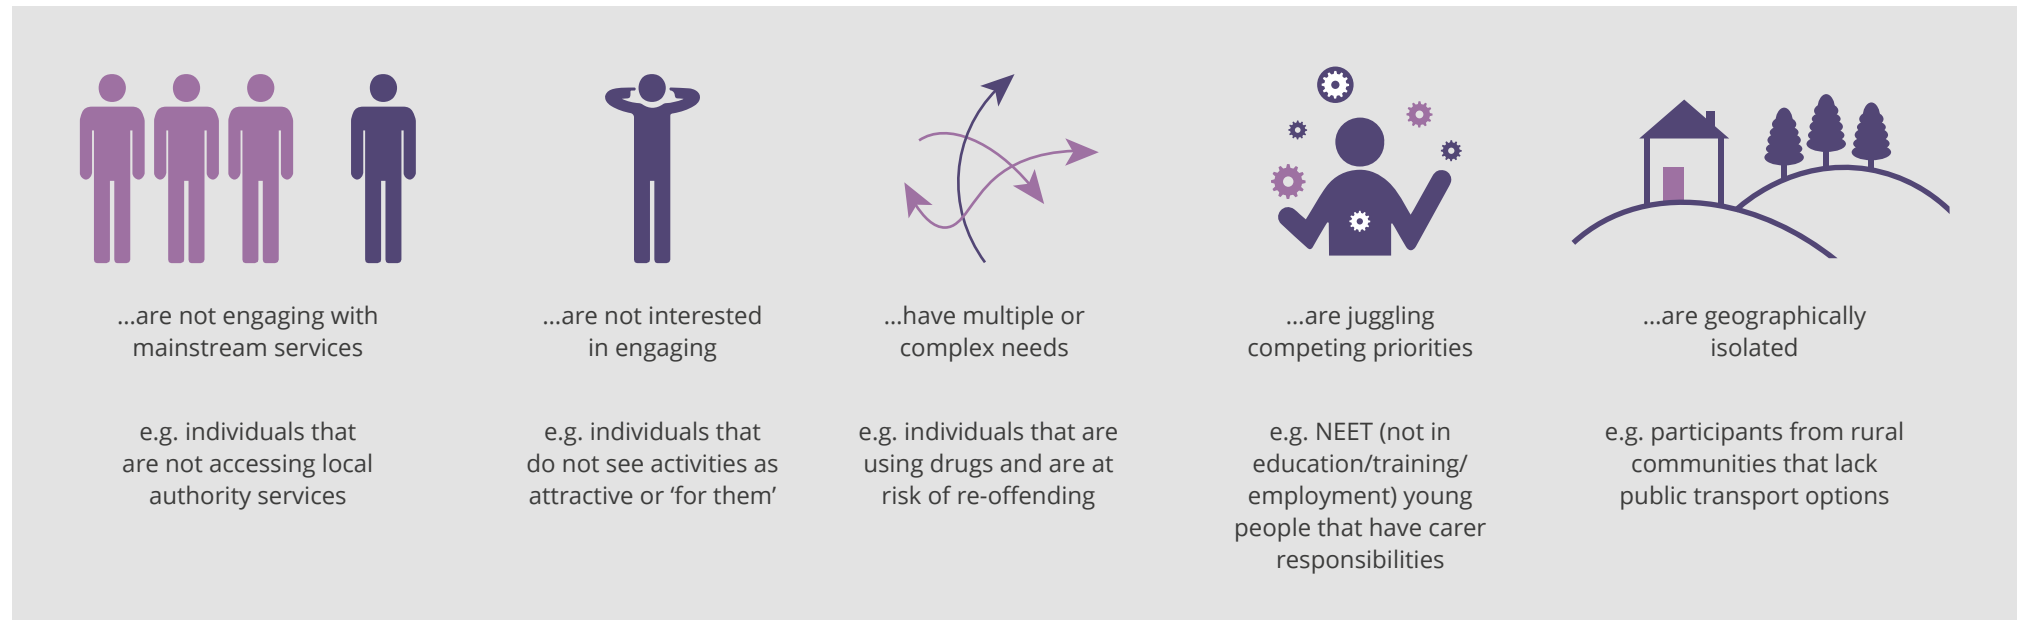 ...are not engaging with
mainstream services
e.g. individuals that
are not accessing local
authority services
...are not interested
in engaging
e.g. individuals that
do not see activities as
attractive or ‘for them’
...have multiple or
complex needs
e.g. individuals that are
using drugs and are at
risk of re-offending
...are juggling
competing priorities
e.g. NEET (not in
education/training/
employment) young
people that have carer
responsibilities
...are geographically
isolated
e.g. participants from rural
communities that lack
public transport options